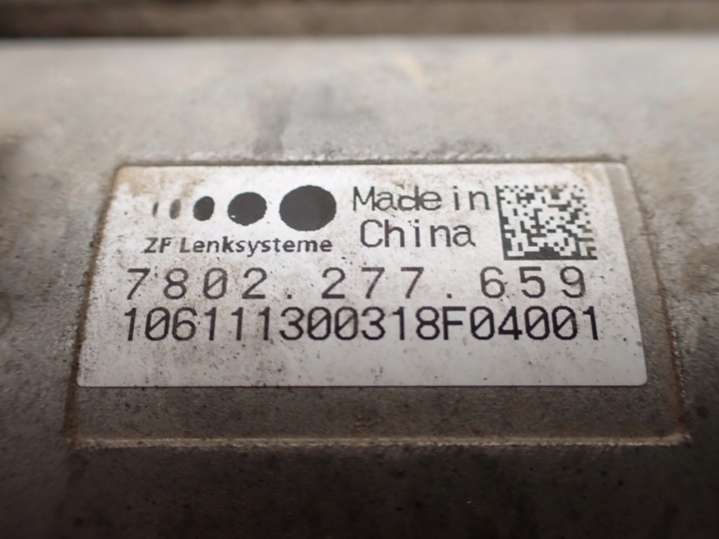 Made in
China
ZF Lenksysteme
7802.277.659
106111300318F04001